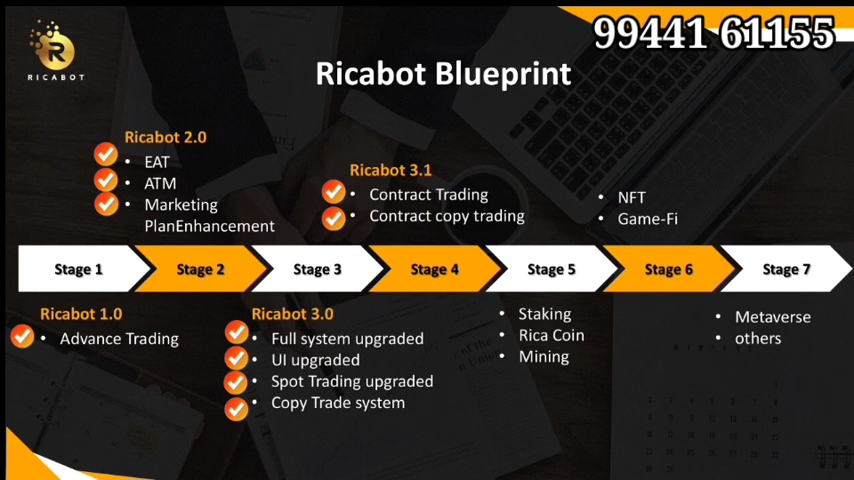 99441 61155
RICABOT
Ricabot Blueprint
Ricabot 2.0
• EAT
• ATM
• Marketing
PlanEnhancement
Ricabot 3.1
• Contract Trading
• Contract copy trading
• NFT
• Game-Fi
Stage 1
Stage 2
Stage 3
Stage 4
Stage 5
Stage 6
Stage 7
Ricabot 1.0
• Advance Trading
Ricabot 3.0
• Full system upgraded
• UI upgraded
• Spot Trading upgraded
• Copy Trade system
• Staking
• Rica Coin
• Mining
• Metaverse
• others